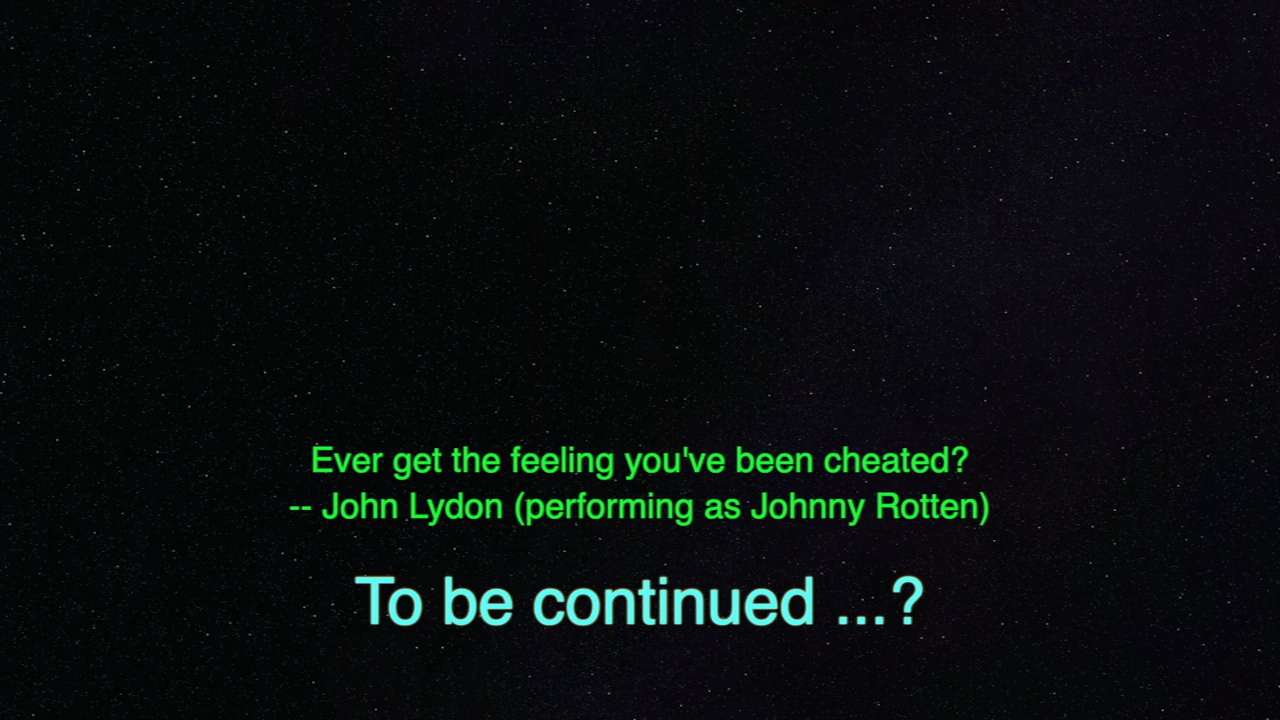 Ever get the feeling you've been cheated?
-- John Lydon (performing as Johnny Rotten)
To be continued ...?